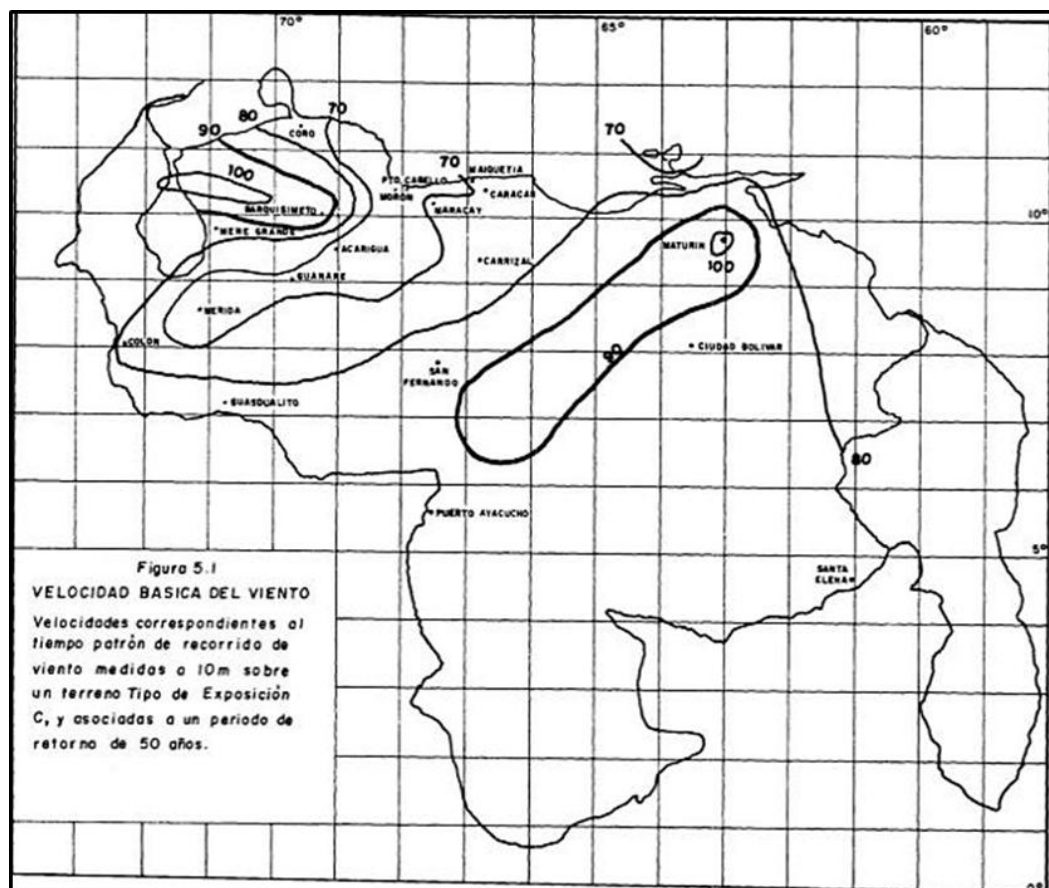 70°
65°
60°
70
80
CORO
90
70
100
70
MAIQUETIA
PTO CABELLO
MORON
CARACAS
BARQUISIMETO
MARACAY
10°
MENE GRANDE
ACARIGUA
MATURIN
CARRIZAL
100
GUANARE
MERIDA
COLON
90
CIUDAD BOLIVAR
SAN
FERNANDO
GUASDUALITO
80
PUERTO AYACUCHO
5°
SANTA
ELENA
Figura 5.1
VELOCIDAD BASICA DEL VIENTO
Velocidades correspondientes al
tiempo patrón de recorrido de
viento medidas a 10m sobre
un terreno Tipo de Exposición
C, y asociadas a un periodo de
retorno de 50 años.